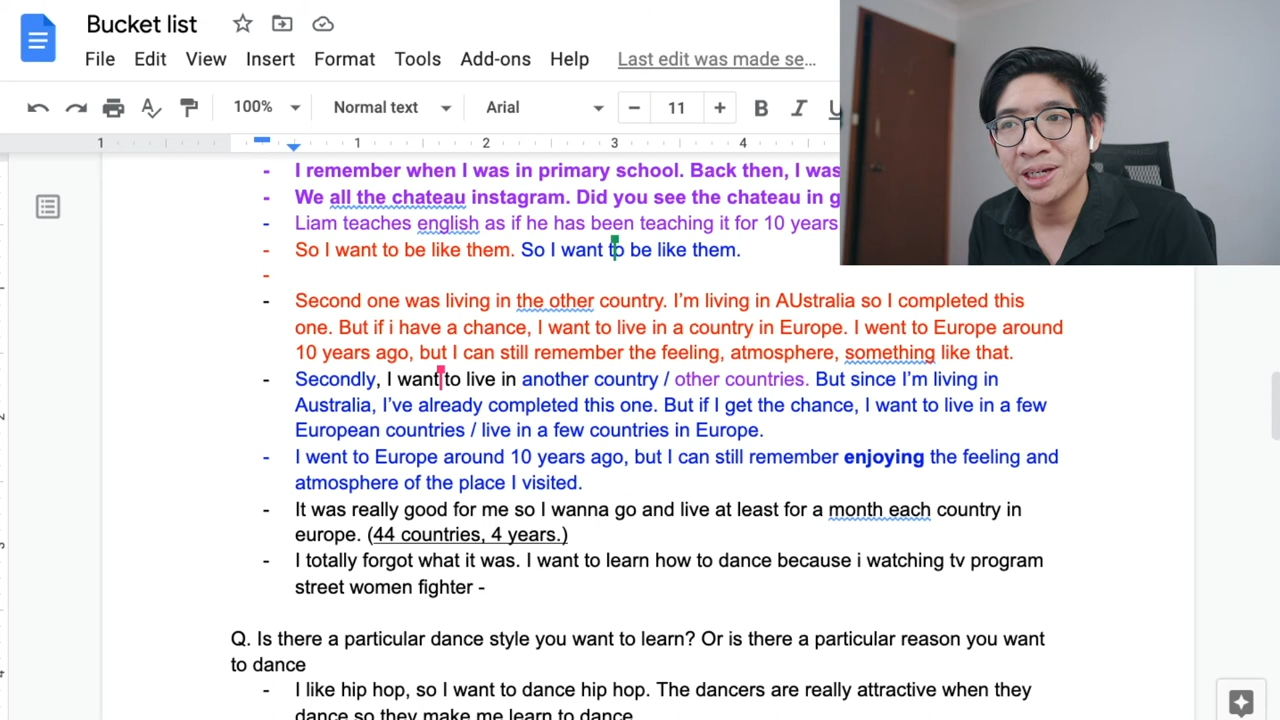 Bucket list
File Edit View Insert Format Tools Add-ons Help Last edit was made se...
100% Normal text Arial 11 B I U
1 1 2 3 4
- I remember when I was in primary school. Back then, I was
- We all the chateau instagram. Did you see the chateau in g
- Liam teaches english as if he has been teaching it for 10 years
- So I want to be like them. So I want to be like them.
-
- Second one was living in the other country. I'm living in AUstralia so I completed this
one. But if i have a chance, I want to live in a country in Europe. I went to Europe around
10 years ago, but I can still remember the feeling, atmosphere, something like that.
- Secondly, I want to live in another country / other countries. But since I'm living in
Australia, I've already completed this one. But if I get the chance, I want to live in a few
European countries / live in a few countries in Europe.
- I went to Europe around 10 years ago, but I can still remember enjoying the feeling and
atmosphere of the place I visited.
- It was really good for me so I wanna go and live at least for a month each country in
europe. (44 countries, 4 years.)
- I totally forgot what it was. I want to learn how to dance because i watching tv program
street women fighter -
Q. Is there a particular dance style you want to learn? Or is there a particular reason you want
to dance
- I like hip hop, so I want to dance hip hop. The dancers are really attractive when they
dance so they make me learn to dance.